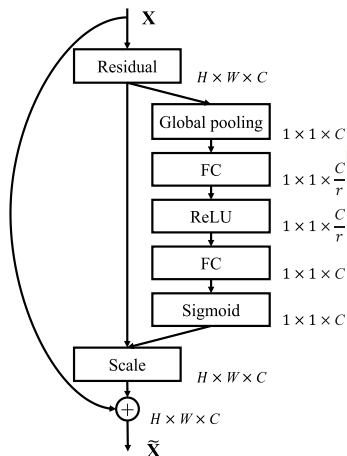 X
Residual
H × W × C
Global pooling
1 × 1 × C
FC
1 × 1 × C/r
ReLU
1 × 1 × C/r
FC
1 × 1 × C
Sigmoid
1 × 1 × C
Scale
H × W × C
+
H × W × C
X̃